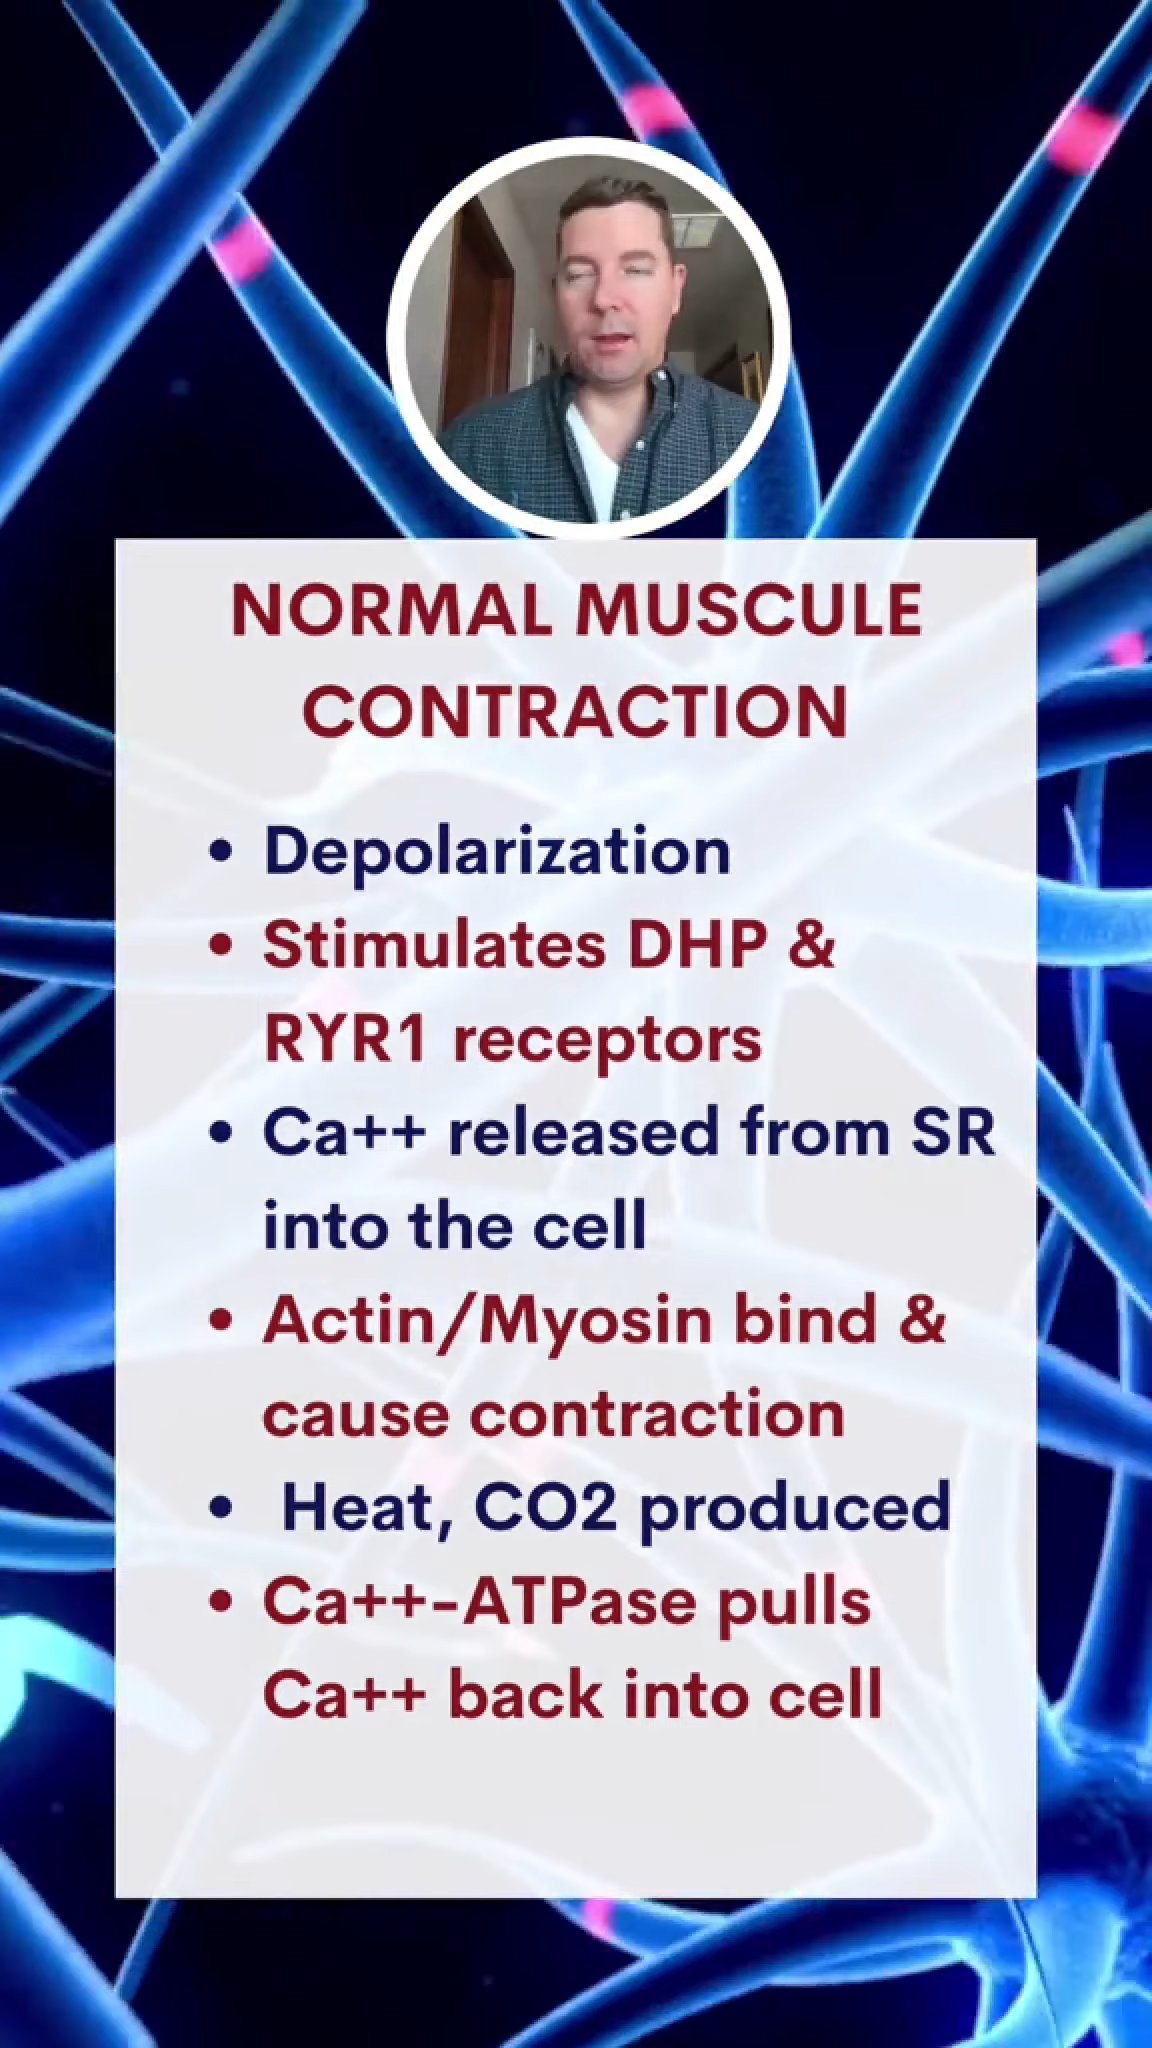 NORMAL MUSCULE
CONTRACTION
• Depolarization
• Stimulates DHP &
RYR1 receptors
• Ca++ released from SR
into the cell
• Actin/Myosin bind &
cause contraction
• Heat, CO2 produced
• Ca++-ATPase pulls
Ca++ back into cell